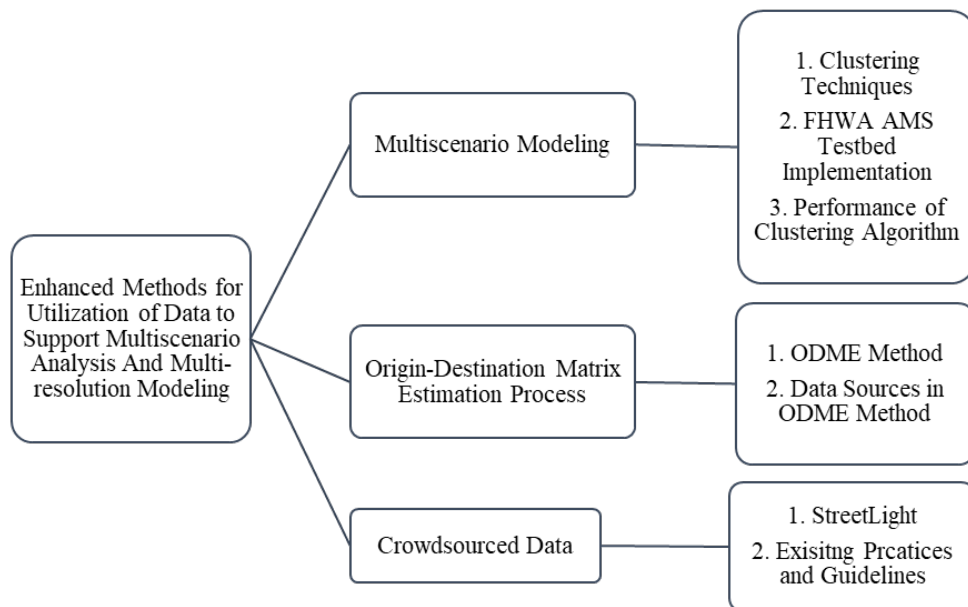 Enhanced Methods for
Utilization of Data to
Support Multiscenario
Analysis And Multi-
resolution Modeling
Multiscenario Modeling
1. Clustering
Techniques
2. FHWA AMS
Testbed
Implementation
3. Performance of
Clustering Algorithm
Origin-Destination Matrix
Estimation Process
1. ODME Method
2. Data Sources in
ODME Method
Crowdsourced Data
1. StreetLight
2. Exisitng Prcatices
and Guidelines